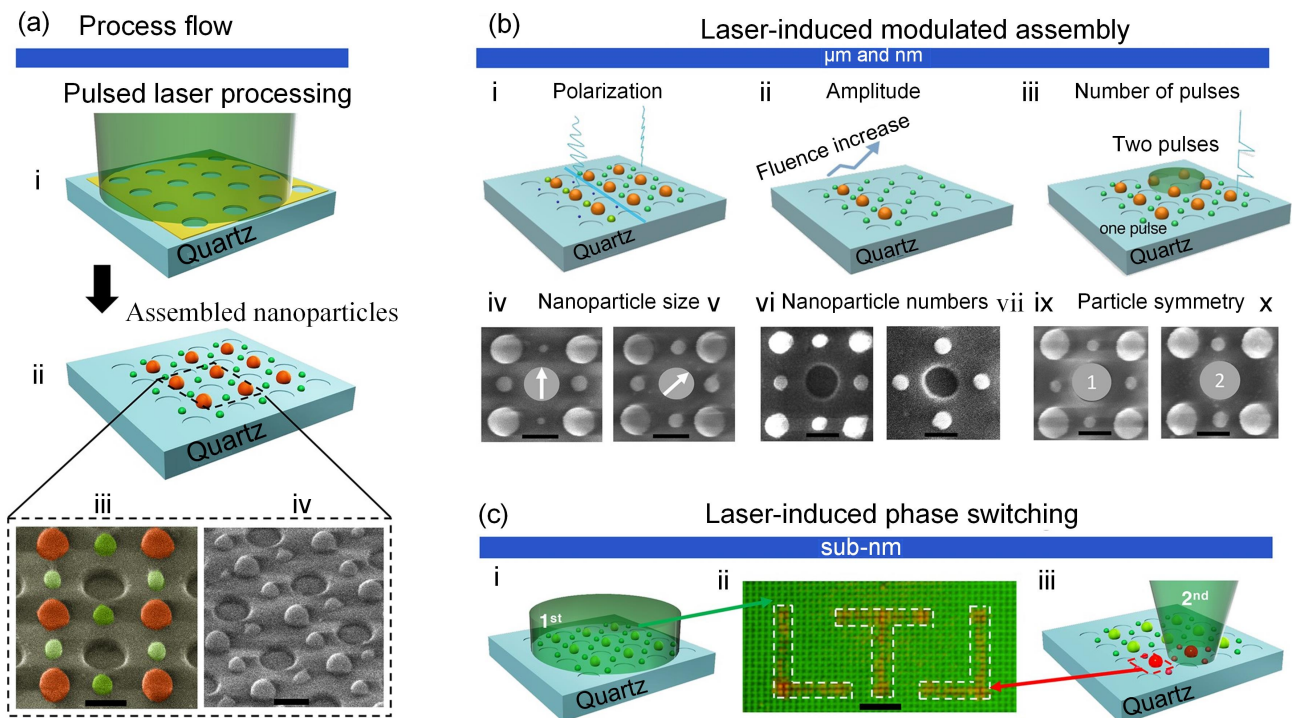 (a) Process flow
Pulsed laser processing
i
Quartz
Assembled nanoparticles
ii
Quartz
iii
iv
(b) Laser-induced modulated assembly
µm and nm
i Polarization
ii Amplitude
iii Number of pulses
Fluence increase
Two pulses
one pulse
Quartz
Quartz
Quartz
iv Nanoparticle size v
vi Nanoparticle numbers vii
ix Particle symmetry x
1
2
(c) Laser-induced phase switching
sub-nm
i
ii
iii
1st
2nd
LTJ
Quartz
Quartz